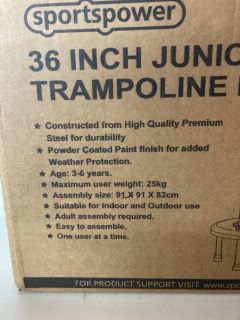 sportspower
36 INCH JUNIO
TRAMPOLINE
★ Constructed from High Quality Premium
Steel for durability
★ Powder Coated Paint finish for added
Weather Protection.
★ Age: 3-6 years.
★ Maximum user weight: 25kg
★ Assembly size: 91 X 91 X 82cm
★ Suitable for Indoor and Outdoor use
★ Adult assembly required.
★ Easy to assemble.
★ One user at a time.
FOR PRODUCT SUPPORT VISIT www.spo